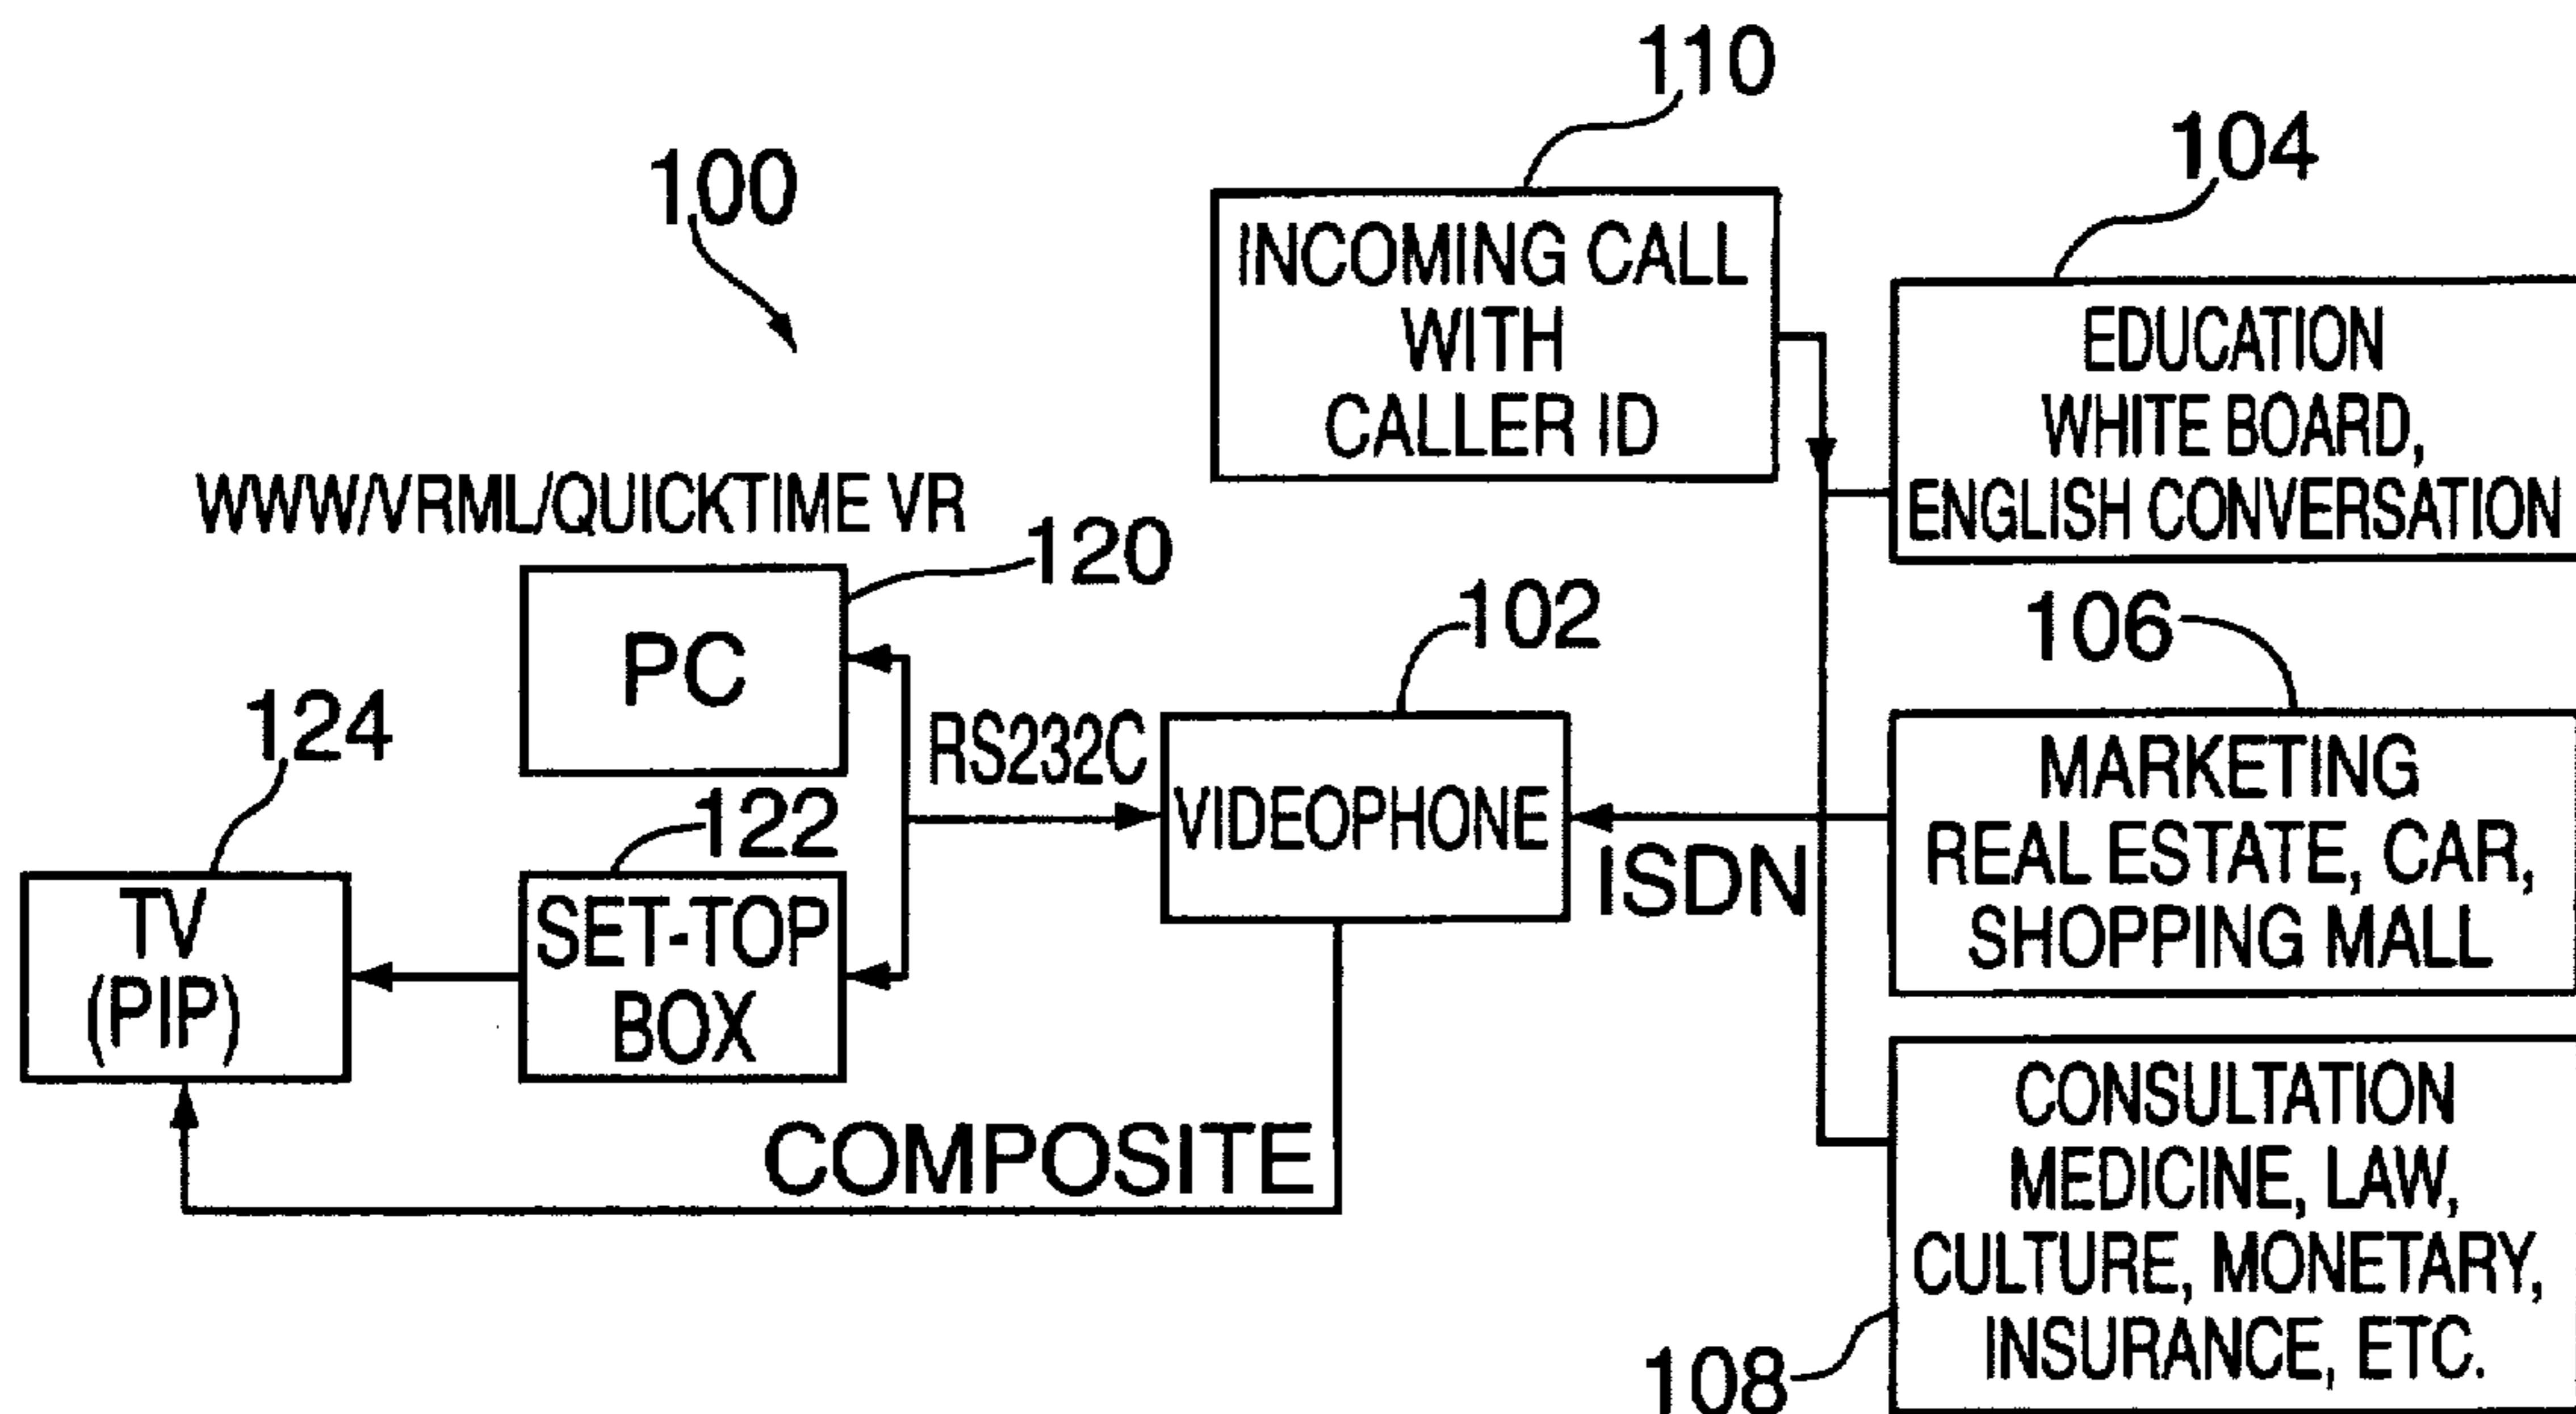 110
104
100
INCOMING CALL
WITH
CALLER ID
EDUCATION
WHITE BOARD,
ENGLISH CONVERSATION
WWW/VRML/QUICKTIME VR
120
PC
102
106
124
RS232C
122
VIDEOPHONE
ISDN
MARKETING
REAL ESTATE, CAR,
SHOPPING MALL
TV
(PIP)
SET-TOP
BOX
COMPOSITE
CONSULTATION
MEDICINE, LAW,
CULTURE, MONETARY,
INSURANCE, ETC.
108